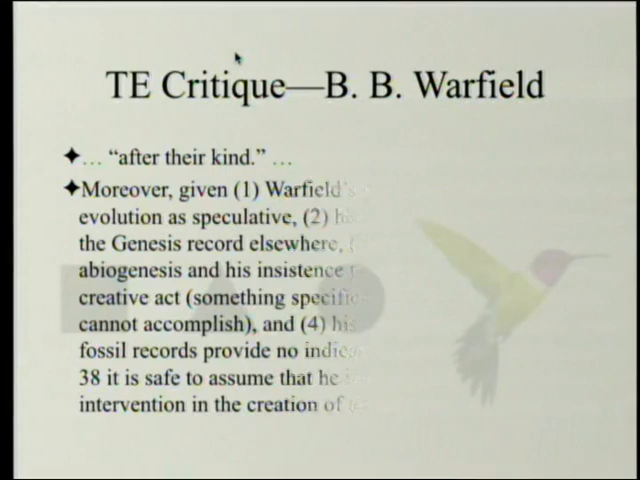 TE Critique—B. B. Warfield
… “after their kind.” …
Moreover, given (1) Warfield's
evolution as speculative, (2) his
the Genesis record elsewhere,
abiogenesis and his insistence
creative act (something specific
cannot accomplish), and (4) his
fossil records provide no
38 it is safe to assume that he
intervention in the creation of